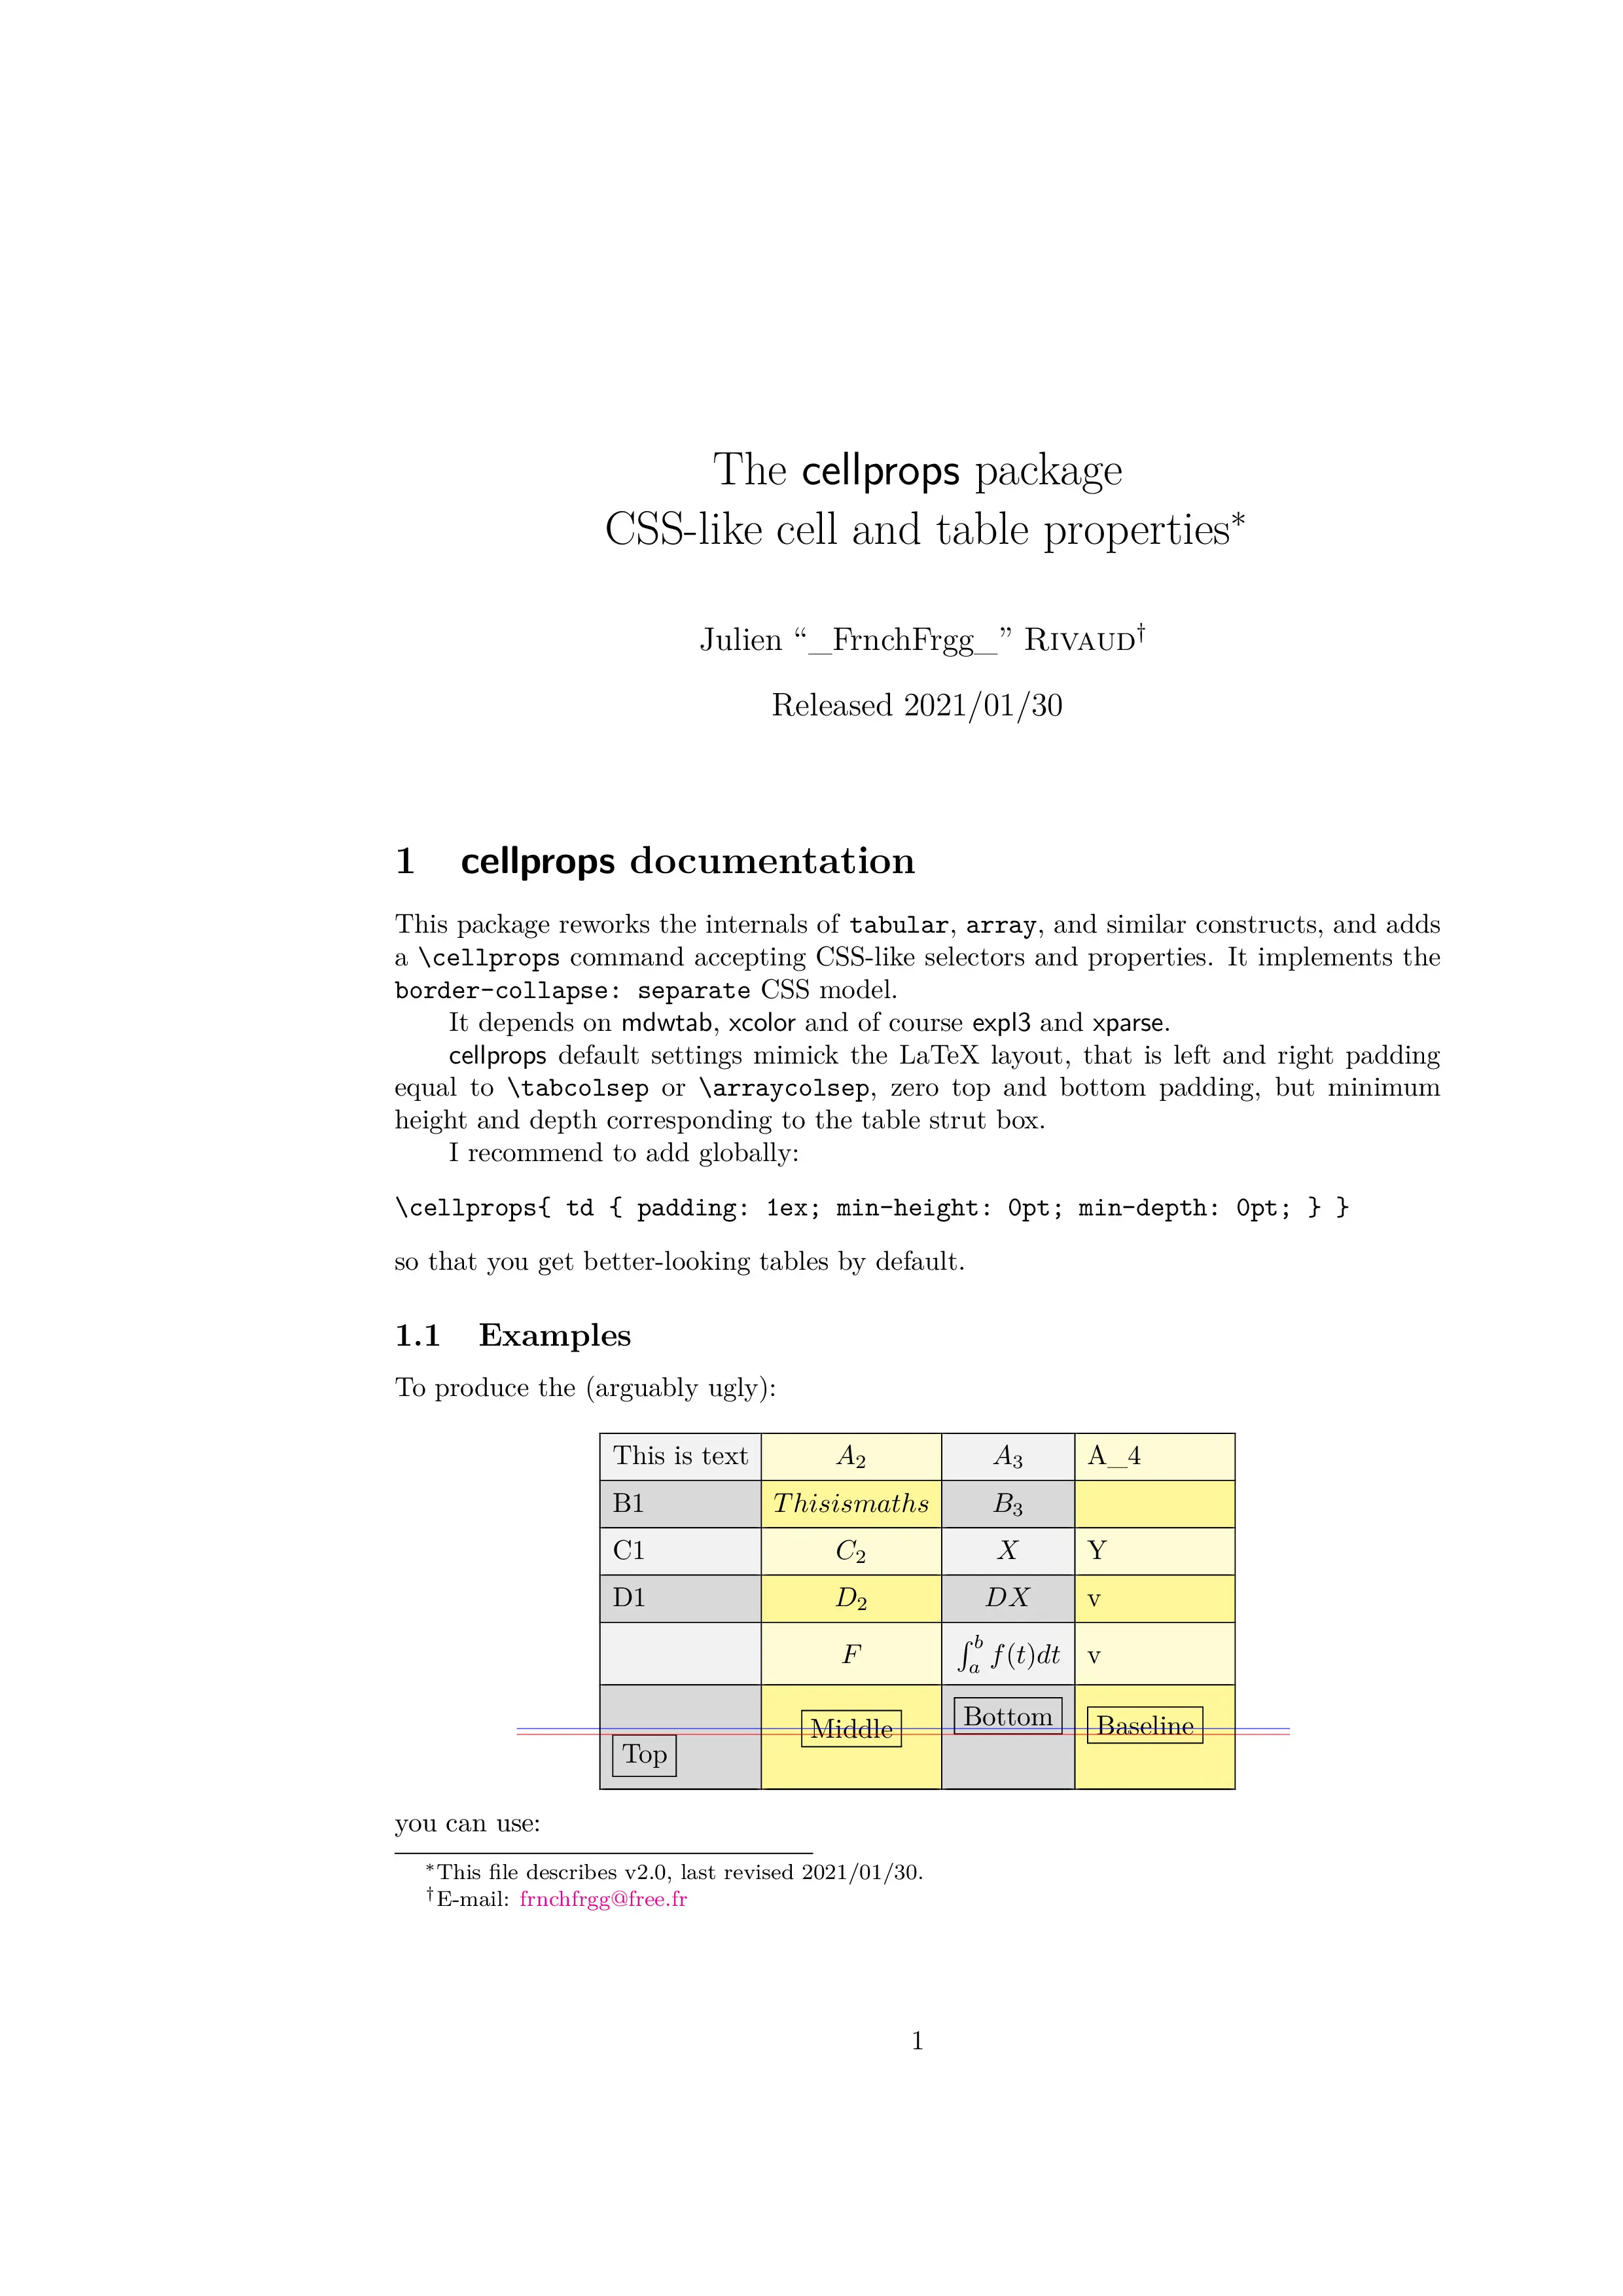 The cellprops package
CSS-like cell and table properties*
Julien “_FrnchFrgg_” Rivaud†
Released 2021/01/30
1 cellprops documentation
This package reworks the internals of tabular, array, and similar constructs, and adds
a \cellprops command accepting CSS-like selectors and properties. It implements the
border-collapse: separate CSS model.
It depends on mdwtab, xcolor and of course expl3 and xparse.
cellprops default settings mimick the LaTeX layout, that is left and right padding
equal to \tabcolsep or \arraycolsep, zero top and bottom padding, but minimum
height and depth corresponding to the table strut box.
I recommend to add globally:
\cellprops{ td { padding: 1ex; min-height: 0pt; min-depth: 0pt; } }
so that you get better-looking tables by default.
1.1 Examples
To produce the (arguably ugly):
This is text A₂ A₃ A_4
B1 Thisismaths B₃
C1 C₂ X Y
D1 D₂ DX v
F ∫ₐᵇ f(t)dt v
Top Middle Bottom Baseline
you can use:
*This file describes v2.0, last revised 2021/01/30.
†E-mail: frnchfrgg@free.fr
1